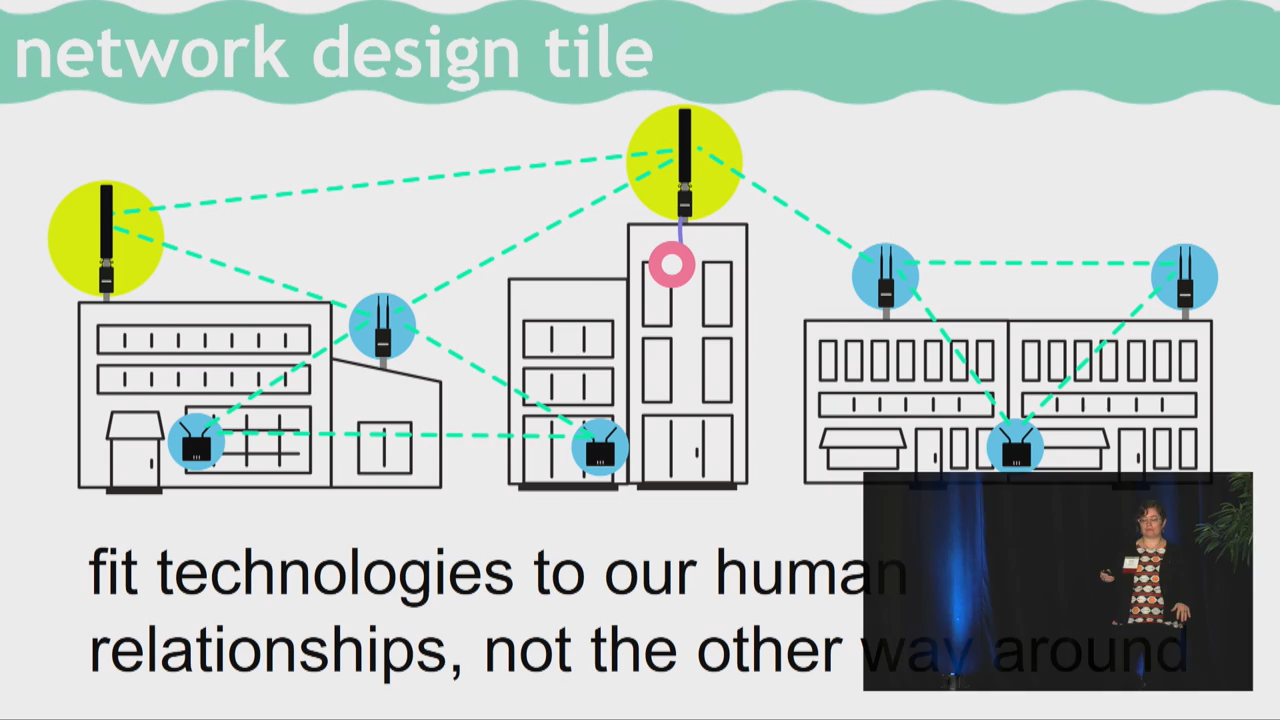 network design tile
fit technologies to our human
relationships, not the other way around